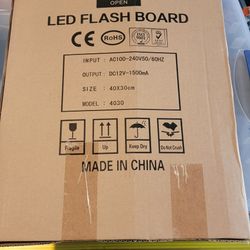 OPEN
LED FLASH BOARD
CE RoHS
INPUT : AC100-240V50/60HZ
OUTPUT : DC12V-1500mA
SIZE : 40X30cm
MODEL : 4030
Fragile Up Keep Dry Do Not Crush
MADE IN CHINA